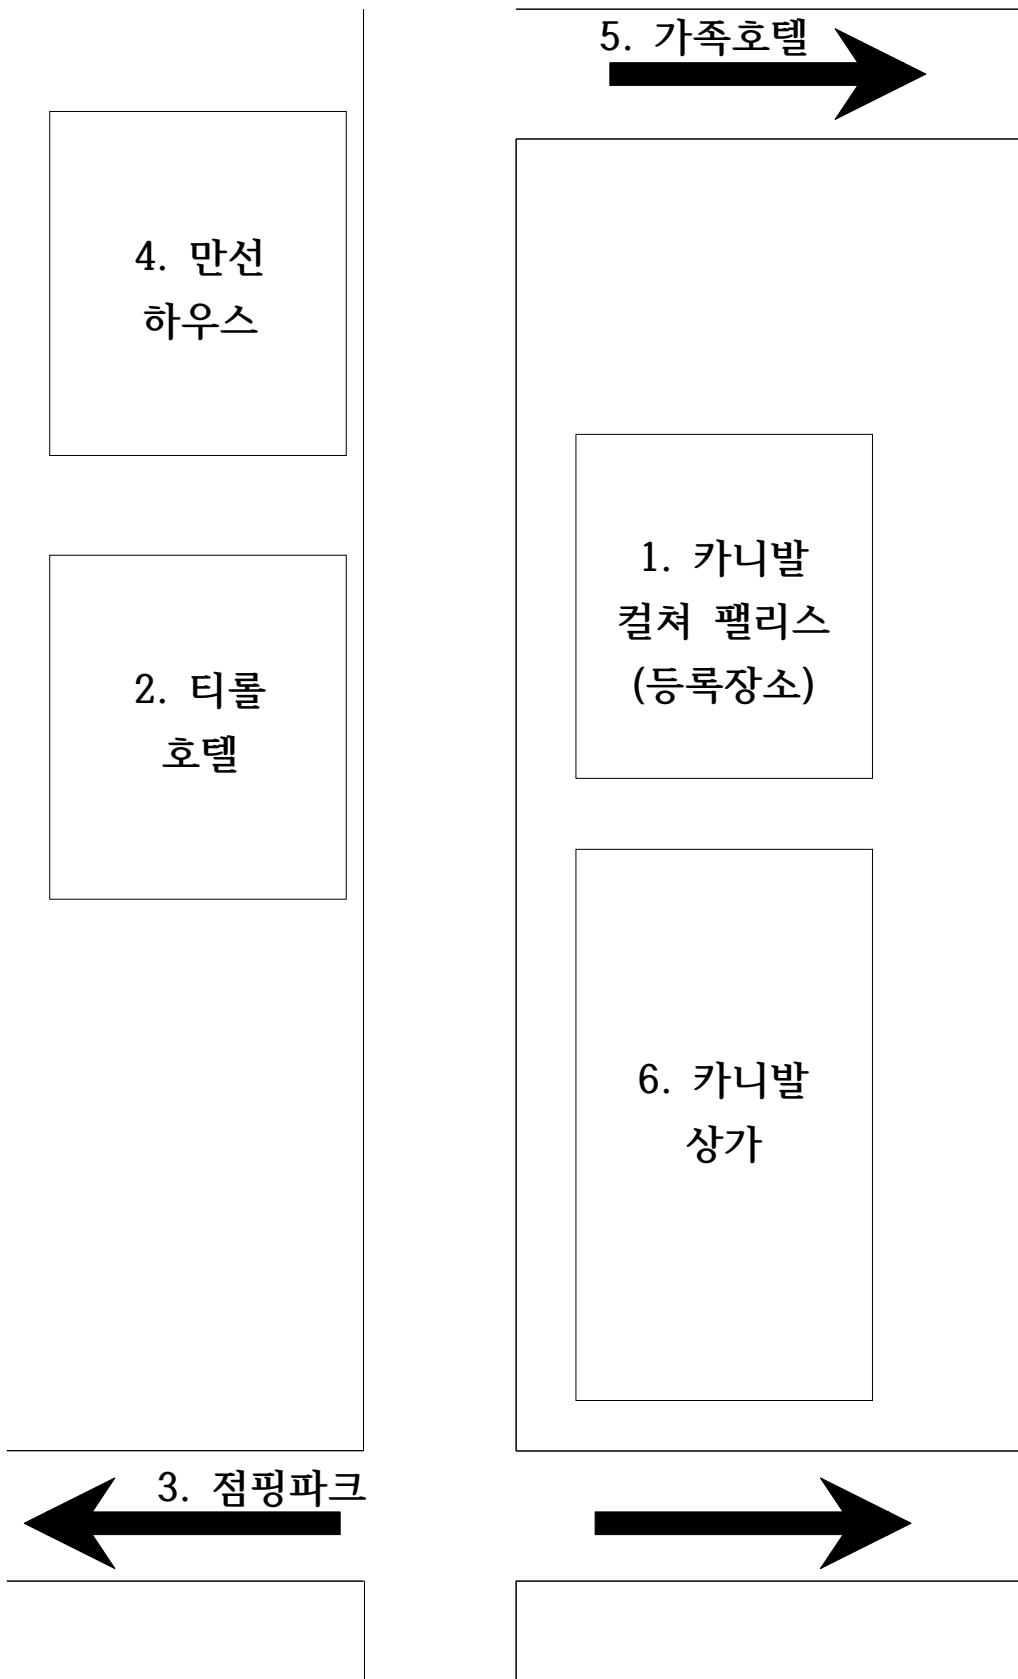 5. 가족호텔
4. 만선
하우스
1. 카니발
컬쳐 팰리스
(등록장소)
2. 티롤
호텔
6. 카니발
상가
3. 점핑파크